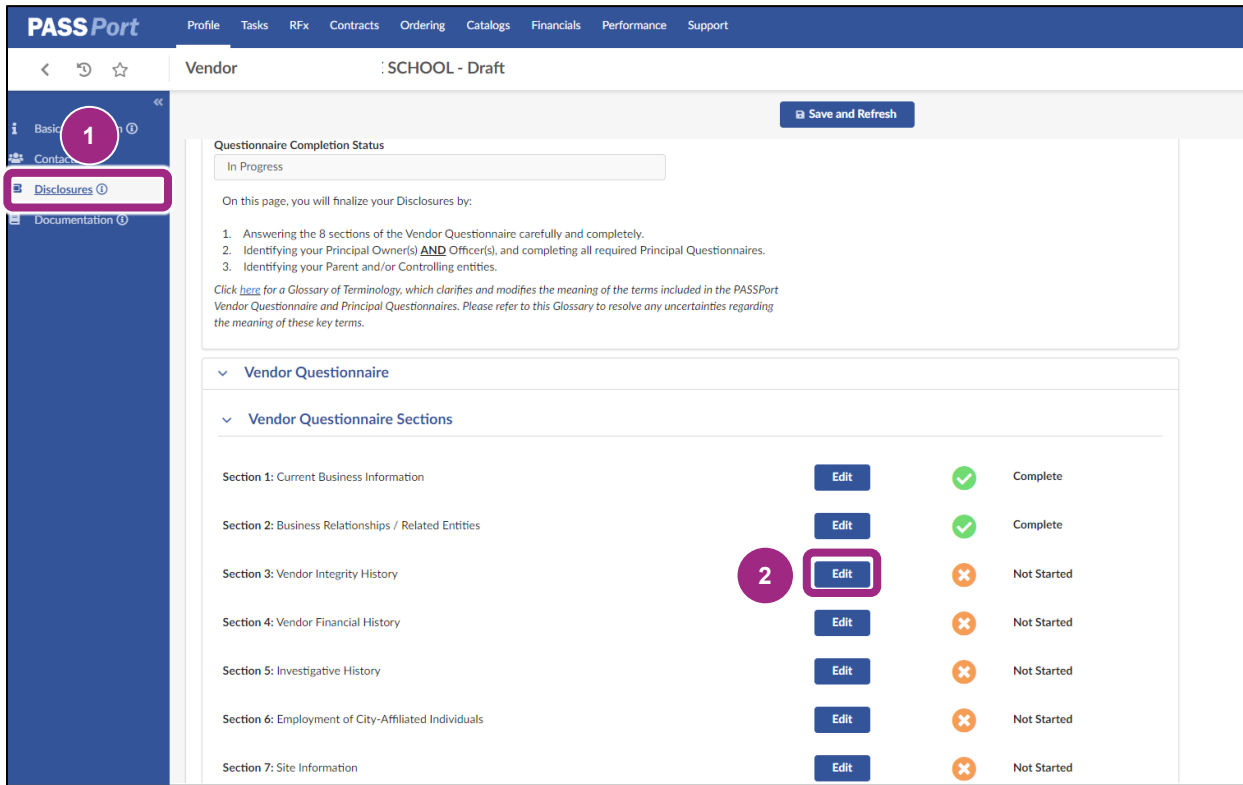 PASSPort
Profile Tasks RFx Contracts Ordering Catalogs Financials Performance Support
Vendor SCHOOL - Draft
Save and Refresh
1
Disclosures
Documentation
Questionnaire Completion Status
In Progress
On this page, you will finalize your Disclosures by:
1. Answering the 8 sections of the Vendor Questionnaire carefully and completely.
2. Identifying your Principal Owner(s) AND Officer(s), and completing all required Principal Questionnaires.
3. Identifying your Parent and/or Controlling entities.
Click here for a Glossary of Terminology, which clarifies and modifies the meaning of the terms included in the PASSPort
Vendor Questionnaire and Principal Questionnaires. Please refer to this Glossary to resolve any uncertainties regarding
the meaning of these key terms.
Vendor Questionnaire
Vendor Questionnaire Sections
Section 1: Current Business Information Edit Complete
Section 2: Business Relationships / Related Entities Edit Complete
Section 3: Vendor Integrity History 2 Edit Not Started
Section 4: Vendor Financial History Edit Not Started
Section 5: Investigative History Edit Not Started
Section 6: Employment of City-Affiliated Individuals Edit Not Started
Section 7: Site Information Edit Not Started